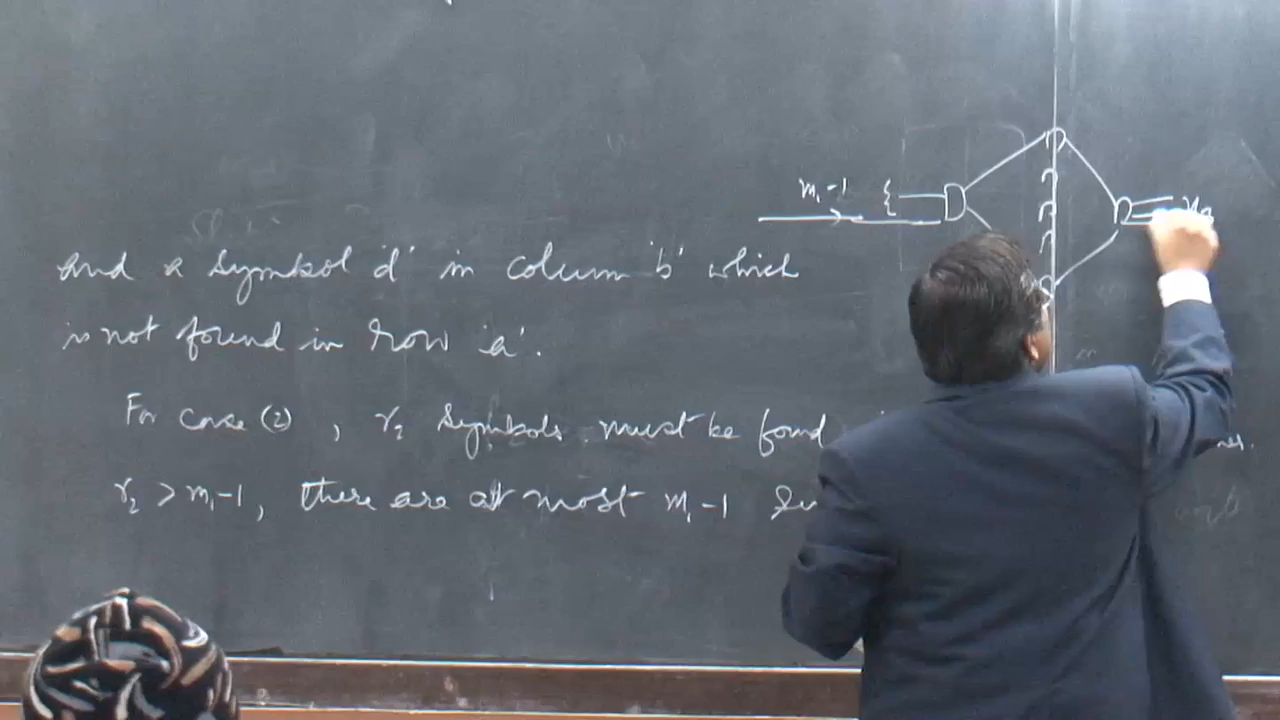 m₁-1 {
and a symbol 'd' in column 'b' which
is not found in row 'a'.
For case (2), r₂ symbols must be found
r₂ > m₁-1, there are at most m₁-1